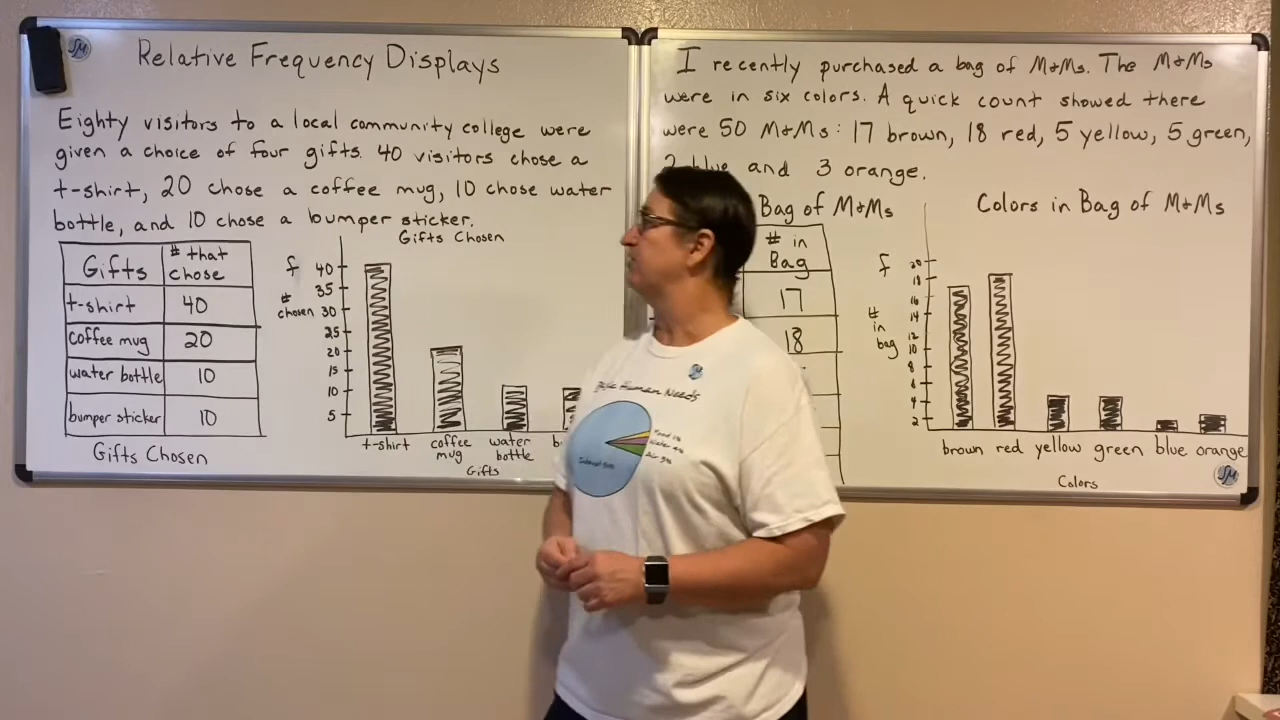 Relative Frequency Displays
Eighty visitors to a local community college were
given a choice of four gifts. 40 visitors chose a
t-shirt, 20 chose a coffee mug, 10 chose water
bottle, and 10 chose a bumper sticker.
Gifts
# that
chose
t-shirt 40
coffee mug 20
water bottle 10
bumper sticker 10
Gifts Chosen
Gifts Chosen
f
# chosen
40
35
30
25
20
15
10
5
t-shirt
coffee
mug
water
bottle
Gifts
I recently purchased a bag of M&Ms. The M&Ms
were in six colors. A quick count showed there
were 50 M&Ms: 17 brown, 18 red, 5 yellow, 5 green,
2 blue and 3 orange.
Bag of M&Ms
# in
Bag
17
18
Colors in Bag of M&Ms
f
# in bag
20
18
16
14
12
10
8
6
4
2
brown red yellow green blue orange
Colors
Human Needs